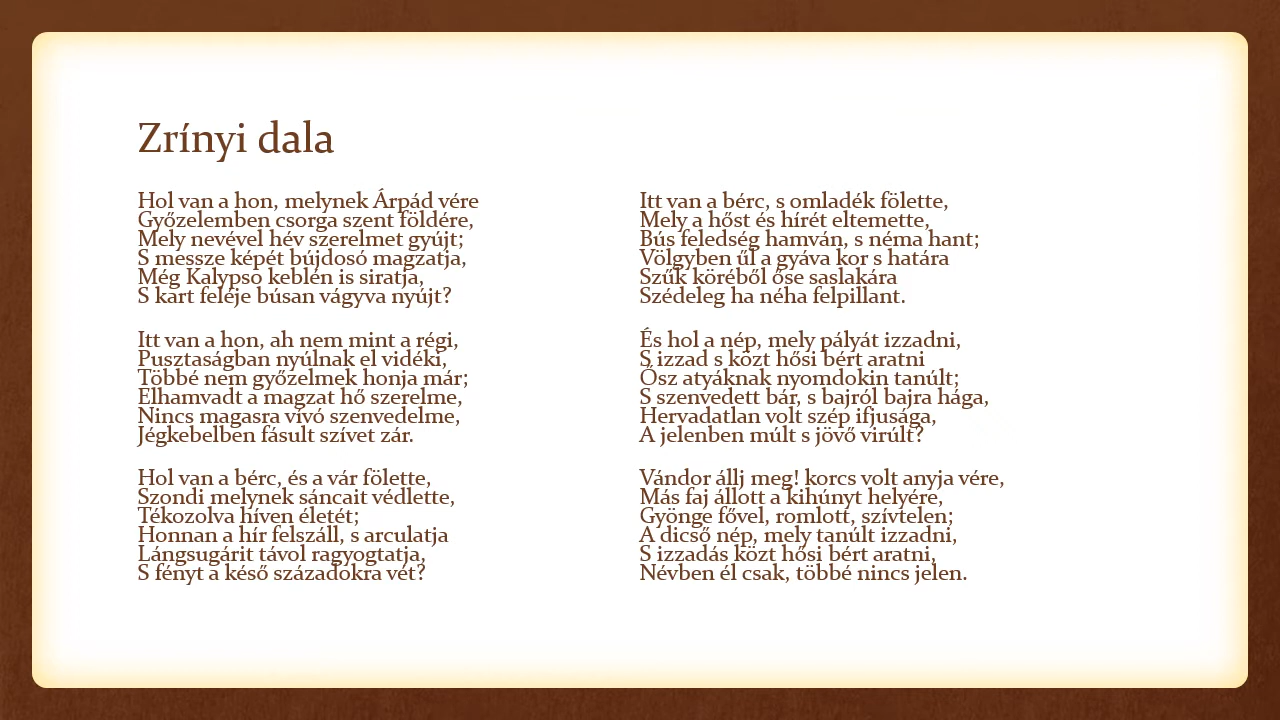 Zrínyi dala
Hol van a hon, melynek Árpád vére
Győzelemben csorga szent földére,
Mely nevével hév szerelmet gyújt;
S messze képét bújdosó magzatja,
Még Kalypso keblén is siratja,
S kart feléje búsan vágyva nyújt?
Itt van a hon, ah nem mint a régi,
Pusztaságban nyúlnak el vidéki,
Többé nem győzelmek honja már;
Elhamvadt a magzat hő szerelme,
Nincs magasra vívó szenvedelme,
Jégkebelben fásult szívet zár.
Hol van a bérc, és a vár fölette,
Szondi melynek sáncait védlette,
Tékozolva híven életét;
Honnan a hír felszáll, s arculatja
Lángsugárit távol ragyogtatja,
S fényt a késő századokra vét?
Itt van a bérc, s omladék fölette,
Mely a hőst és hírét eltemette,
Bús feledség hamván, s néma hant;
Völgyben űl a gyáva kor s határa
Szűk köréből őse saslakára
Szédeleg ha néha felpillant.
És hol a nép, mely pályát izzadni,
S izzad s közt hősi bért aratni
Ősz atyáknak nyomdokin tanúlt;
S szenvedett bár, s bajról bajra hága,
Hervadatlan volt szép ifjusága,
A jelenben múlt s jövő virúlt?
Vándor állj meg! korcs volt anyja vére,
Más faj állott a kihúnyt helyére,
Gyönge fővel, romlott, szívtelen;
A dicső nép, mely tanúlt izzadni,
S izzadás közt hősi bért aratni,
Névben él csak, többé nincs jelen.